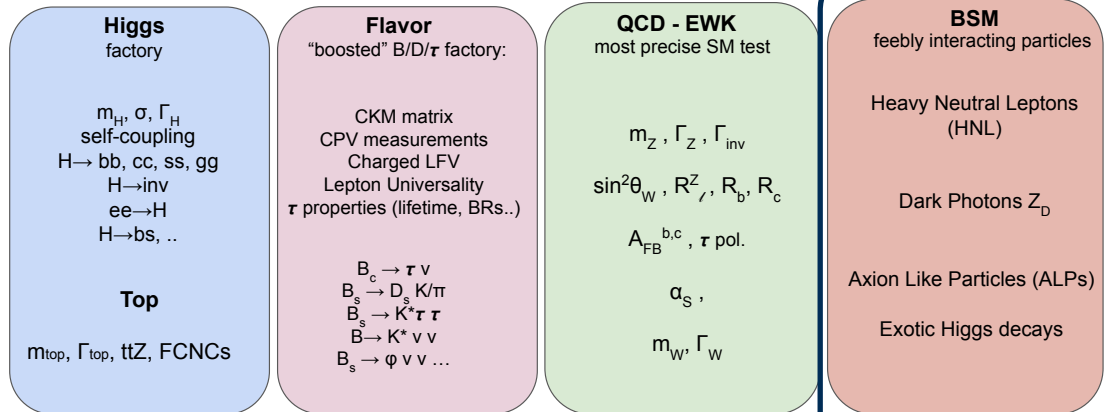 Higgs
factory
m_H, σ, Γ_H
self-coupling
H→ bb, cc, ss, gg
H→inv
ee→H
H→bs, ..
Top
m_top, Γ_top, ttZ, FCNCs
Flavor
“boosted” B/D/τ factory:
CKM matrix
CPV measurements
Charged LFV
Lepton Universality
τ properties (lifetime, BRs..)
B_c → τ ν
B_s → D_s K/π
B_s → K*τ τ
B→ K* ν ν
B_s → φ ν ν …
QCD - EWK
most precise SM test
m_Z , Γ_Z , Γ_inv
sin²θ_W , R^Z_ℓ, R_b, R_c
A_FB^b,c , τ pol.
α_S ,
m_W, Γ_W
BSM
feebly interacting particles
Heavy Neutral Leptons
(HNL)
Dark Photons Z_D
Axion Like Particles (ALPs)
Exotic Higgs decays